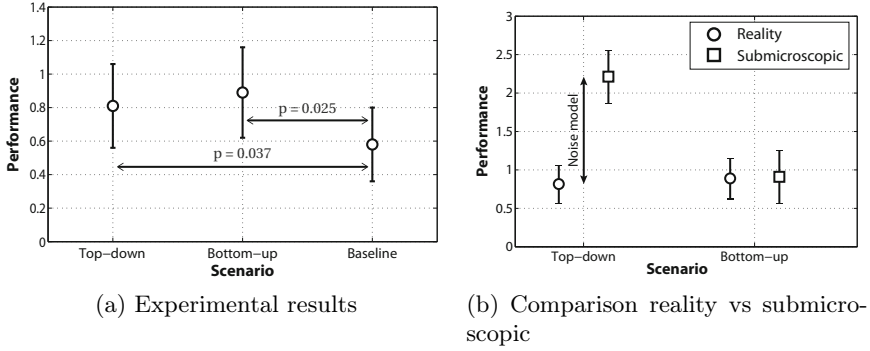 1.4
1.2
1
0.8
0.6
0.4
0.2
0
Performance
p = 0.025
p = 0.037
Top−down
Bottom−up
Baseline
Scenario
(a) Experimental results
3
2.5
2
1.5
1
0.5
0
Performance
Reality
Submicroscopic
Noise model
Top−down
Bottom−up
Scenario
(b) Comparison reality vs submicro-
scopic